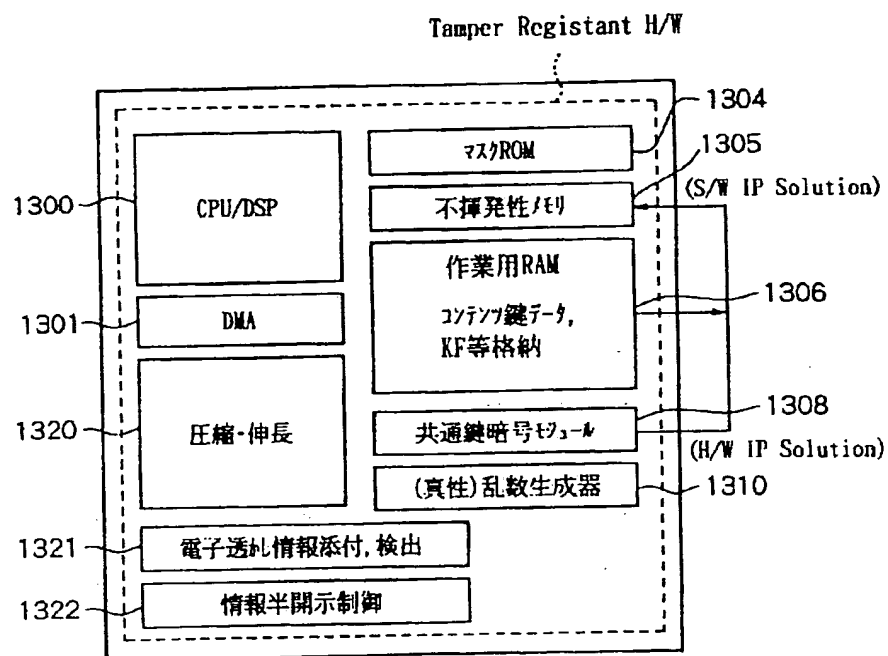 Tamper Registant H/W
1304
マスクROM
1305
(S/W IP Solution)
1300
CPU/DSP
不揮発性メモリ
作業用RAM
1306
1301
DMA
コンテンツ鍵データ,
KF等格納
1320
圧縮・伸長
1308
共通鍵暗号モジュール
(H/W IP Solution)
(真性)乱数生成器
1310
1321
電子透かし情報添付,検出
1322
情報半開示制御